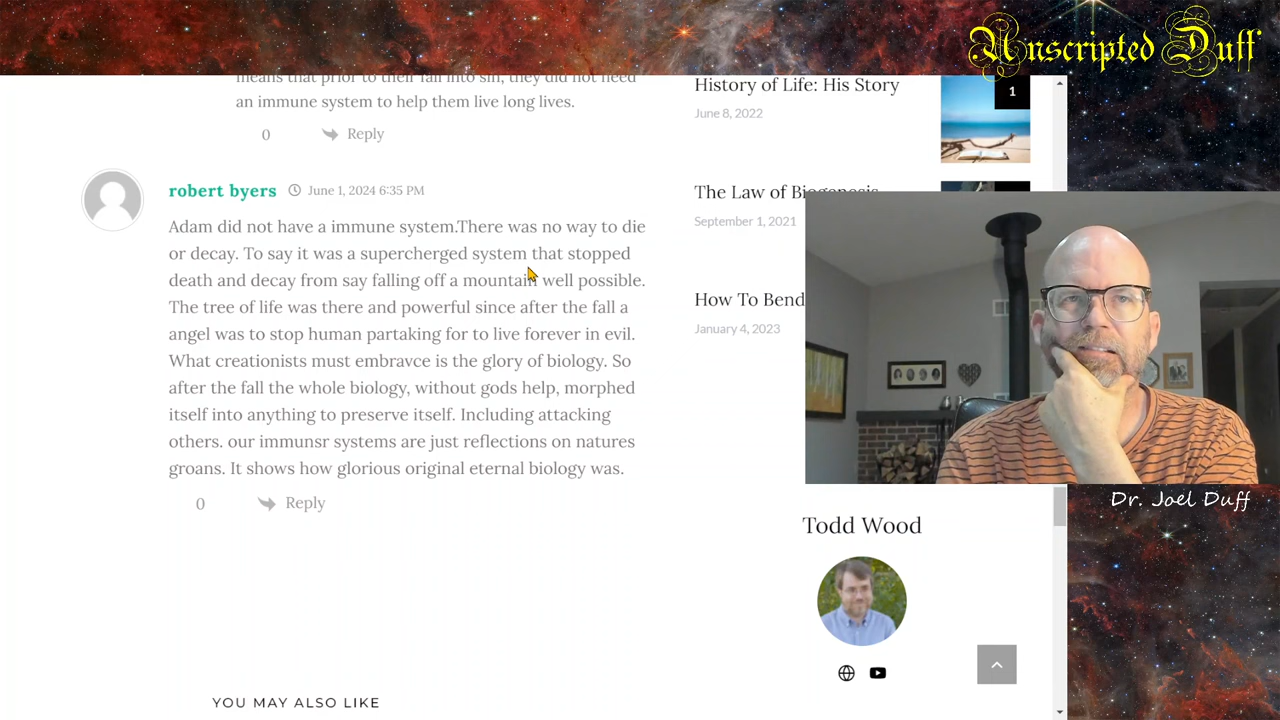 Unscripted Duff
means that prior to their fall into sin, they did not need
an immune system to help them live long lives.
0 Reply
robert byers June 1, 2024 6:35 PM
Adam did not have a immune system.There was no way to die
or decay. To say it was a supercherged system that stopped
death and decay from say falling off a mountain well possible.
The tree of life was there and powerful since after the fall a
angel was to stop human partaking for to live forever in evil.
What creationists must embravce is the glory of biology. So
after the fall the whole biology, without gods help, morphed
itself into anything to preserve itself. Including attacking
others. our immunsr systems are just reflections on natures
groans. It shows how glorious original eternal biology was.
0 Reply
YOU MAY ALSO LIKE
History of Life: His Story
June 8, 2022
1
The Law of Biogenesis
September 1, 2021
How To Bend
January 4, 2023
Dr. Joel Duff
Todd Wood